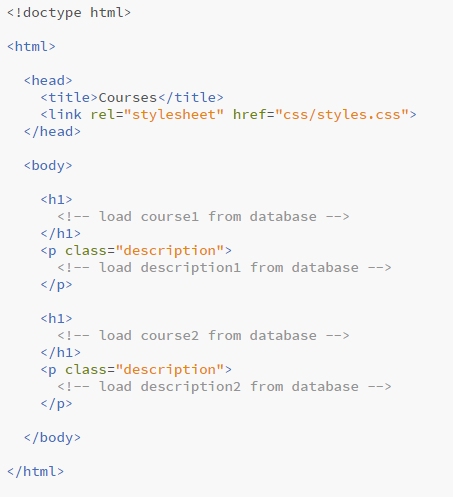 <!doctype html>
<html>
<head>
<title>Courses</title>
<link rel="stylesheet" href="css/styles.css">
</head>
<body>
<h1>
<!-- load course1 from database -->
</h1>
<p class="description">
<!-- load description1 from database -->
</p>
<h1>
<!-- load course2 from database -->
</h1>
<p class="description">
<!-- load description2 from database -->
</p>
</body>
</html>